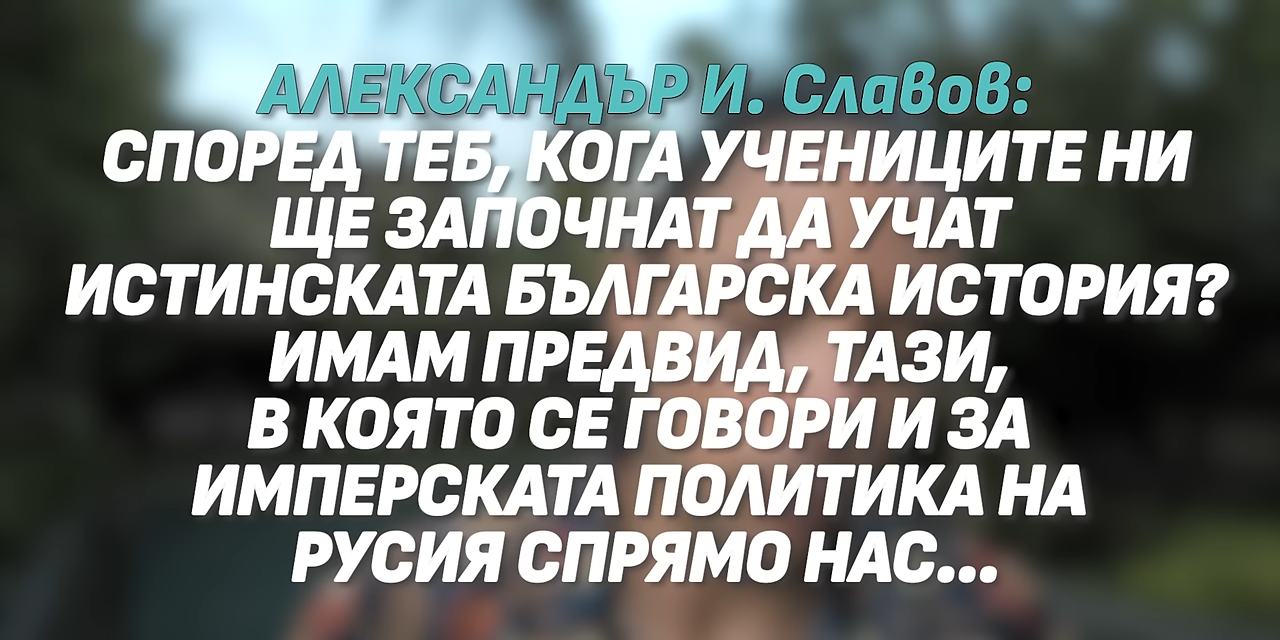 АЛЕКСАНДЪР И. Славов:
СПОРЕД ТЕБ, КОГА УЧЕНИЦИТЕ НИ
ЩЕ ЗАПОЧНАТ ДА УЧАТ
ИСТИНСКАТА БЪЛГАРСКА ИСТОРИЯ?
ИМАМ ПРЕДВИД, ТАЗИ,
В КОЯТО СЕ ГОВОРИ И ЗА
ИМПЕРСКАТА ПОЛИТИКА НА
РУСИЯ СПРЯМО НАС...